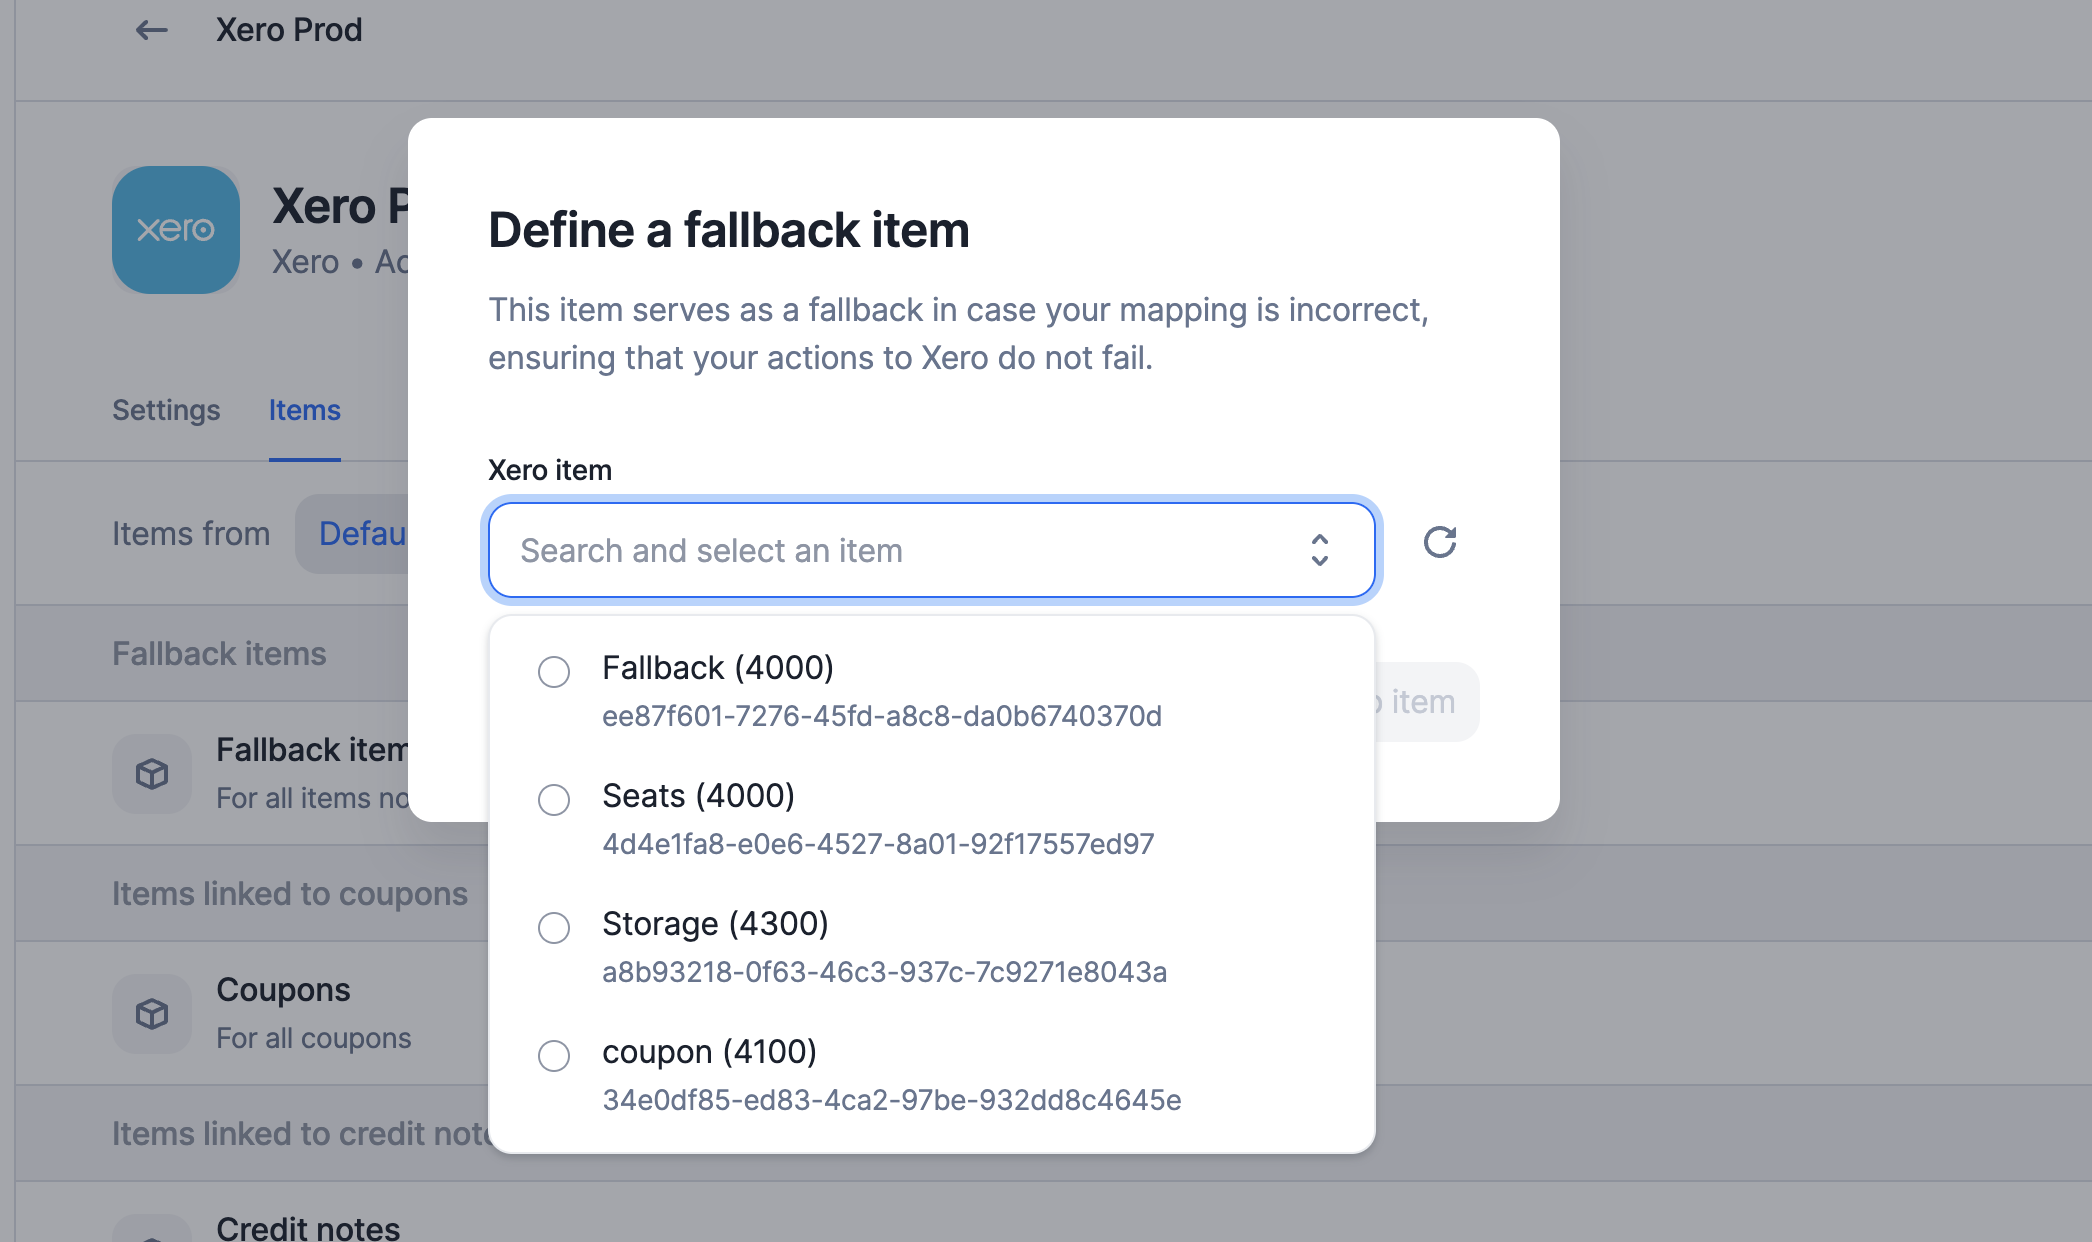 Xero Prod
xero
Xero P
Xero • Ac
Settings
Items
Items from
Defau
Fallback items
Fallback item
For all items no
Items linked to coupons
Coupons
For all coupons
Items linked to credit note
Credit notes
Define a fallback item
This item serves as a fallback in case your mapping is incorrect,
ensuring that your actions to Xero do not fail.
Xero item
Search and select an item
Fallback (4000)
ee87f601-7276-45fd-a8c8-da0b6740370d
Seats (4000)
4d4e1fa8-e0e6-4527-8a01-92f17557ed97
Storage (4300)
a8b93218-0f63-46c3-937c-7c9271e8043a
coupon (4100)
34e0df85-ed83-4ca2-97be-932dd8c4645e
item